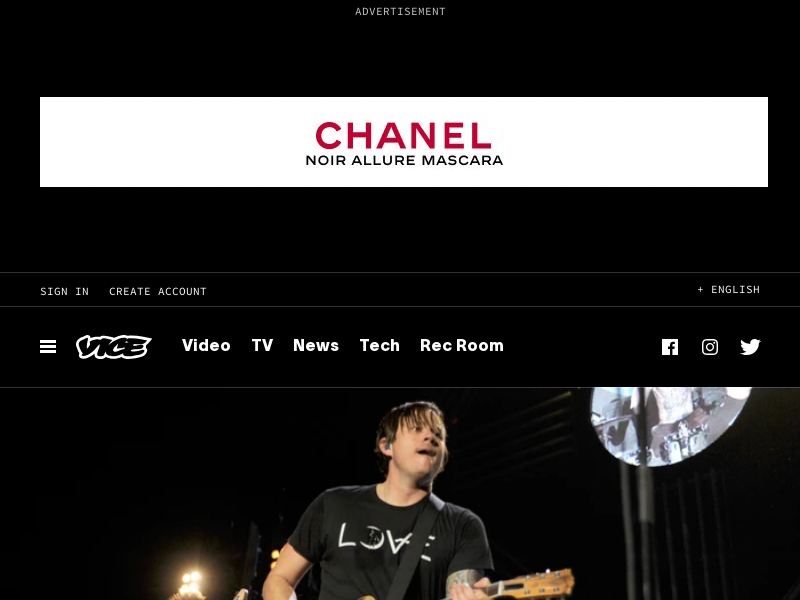 ADVERTISEMENT
CHANEL
NOIR ALLURE MASCARA
SIGN IN CREATE ACCOUNT
+ ENGLISH
VICE Video TV News Tech Rec Room
LOVE